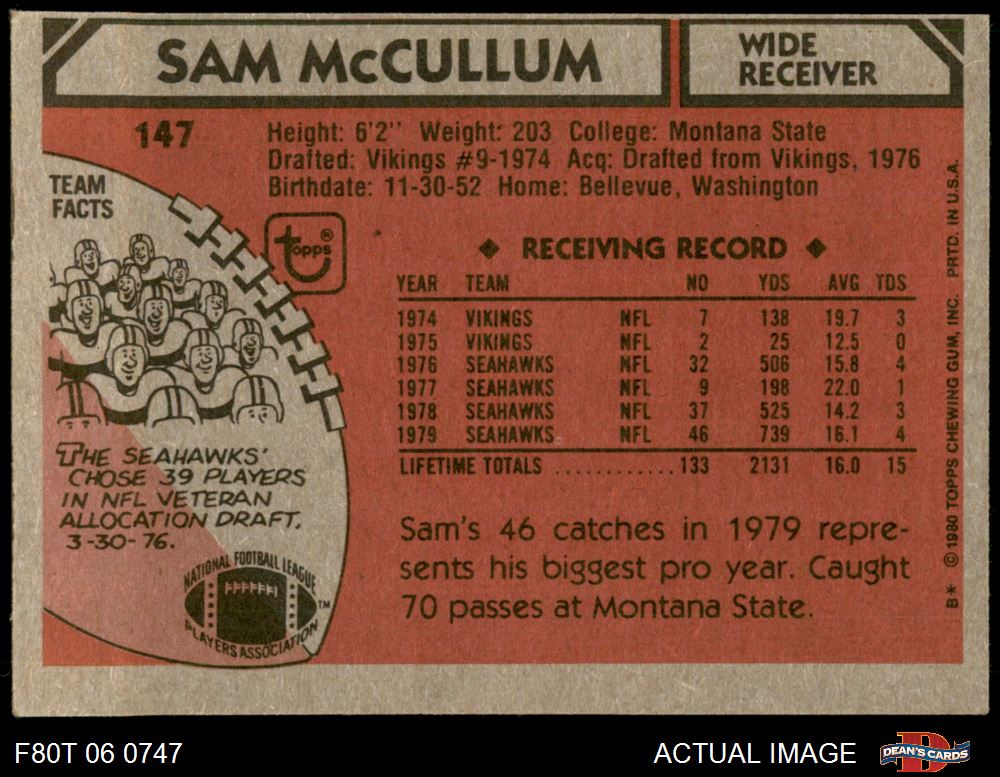 SAM McCULLUM
WIDE
RECEIVER
147
Height: 6'2" Weight: 203 College: Montana State
Drafted: Vikings #9-1974 Acq: Drafted from Vikings, 1976
Birthdate: 11-30-52 Home: Bellevue, Washington
TEAM
FACTS
topps®
◆ RECEIVING RECORD ◆
YEAR TEAM NO YDS AVG TDS
1974 VIKINGS NFL 7 138 19.7 3
1975 VIKINGS NFL 2 25 12.5 0
1976 SEAHAWKS NFL 32 506 15.8 4
1977 SEAHAWKS NFL 9 198 22.0 1
1978 SEAHAWKS NFL 37 525 14.2 3
1979 SEAHAWKS NFL 46 739 16.1 4
LIFETIME TOTALS ............ 133 2131 16.0 15
THE SEAHAWKS'
CHOSE 39 PLAYERS
IN NFL VETERAN
ALLOCATION DRAFT,
3-30-76.
NATIONAL FOOTBALL LEAGUE
PLAYERS ASSOCIATION
TM
Sam's 46 catches in 1979 repre-
sents his biggest pro year. Caught
70 passes at Montana State.
B* ©1980 TOPPS CHEWING GUM, INC. PRTD. IN U.S.A.
F80T 06 0747
ACTUAL IMAGE
DEAN'S CARDS